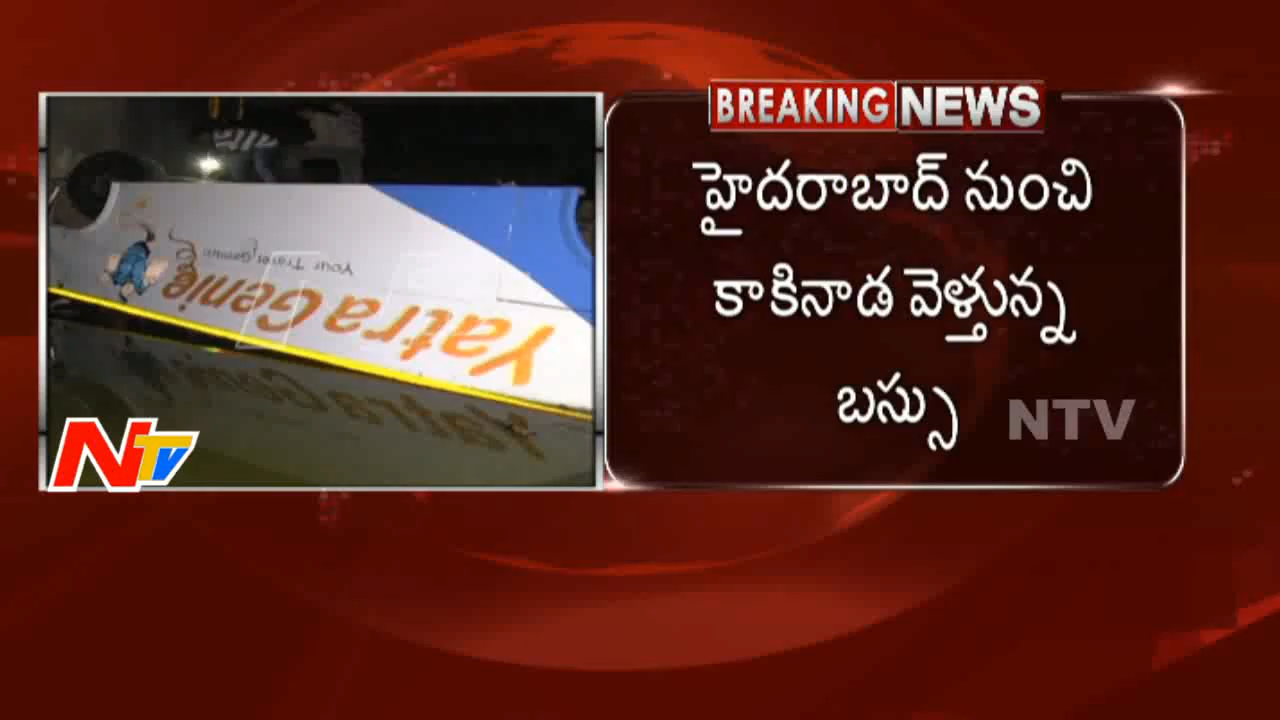 BREAKING NEWS
హైదరాబాద్ నుంచి
కాకినాడ వెళ్తున్న
బస్సు
NTV
Your Travel Genie
YatraGenie
NTV